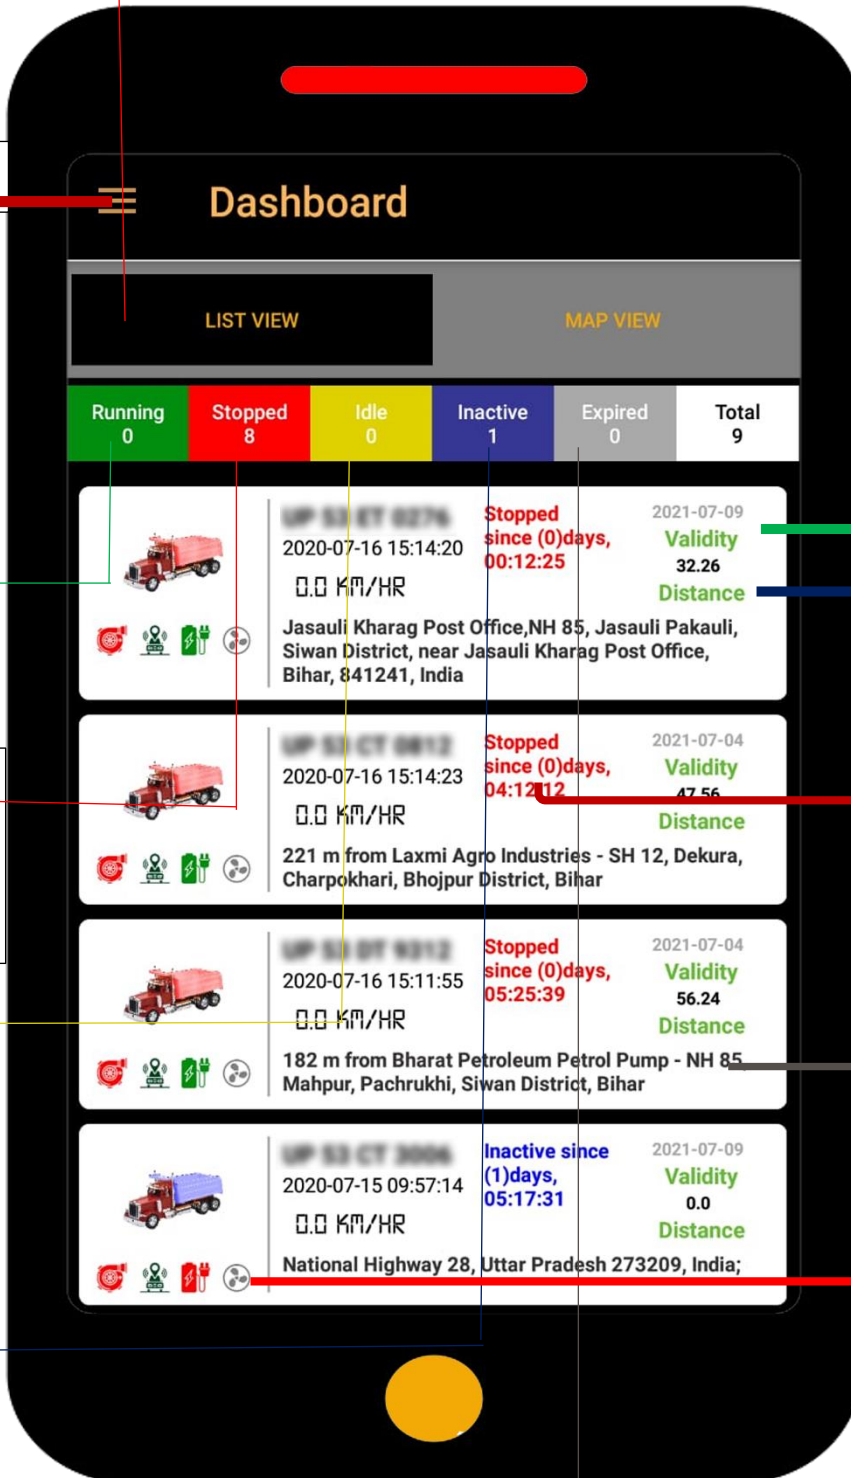 Dashboard
LIST VIEW
MAP VIEW
Running
0
Stopped
8
Idle
0
Inactive
1
Expired
0
Total
9
2020-07-16 15:14:20
0.0 KM/HR
Stopped
since (0)days,
00:12:25
2021-07-09
Validity
32.26
Distance
Jasauli Kharag Post Office,NH 85, Jasauli Pakauli,
Siwan District, near Jasauli Kharag Post Office,
Bihar, 841241, India
2020-07-16 15:14:23
0.0 KM/HR
Stopped
since (0)days,
04:12:12
2021-07-04
Validity
47.56
Distance
221 m from Laxmi Agro Industries - SH 12, Dekura,
Charpokhari, Bhojpur District, Bihar
2020-07-16 15:11:55
0.0 KM/HR
Stopped
since (0)days,
05:25:39
2021-07-04
Validity
56.24
Distance
182 m from Bharat Petroleum Petrol Pump - NH 85,
Mahpur, Pachrukhi, Siwan District, Bihar
2020-07-15 09:57:14
0.0 KM/HR
Inactive since
(1)days,
05:17:31
2021-07-09
Validity
0.0
Distance
National Highway 28, Uttar Pradesh 273209, India;